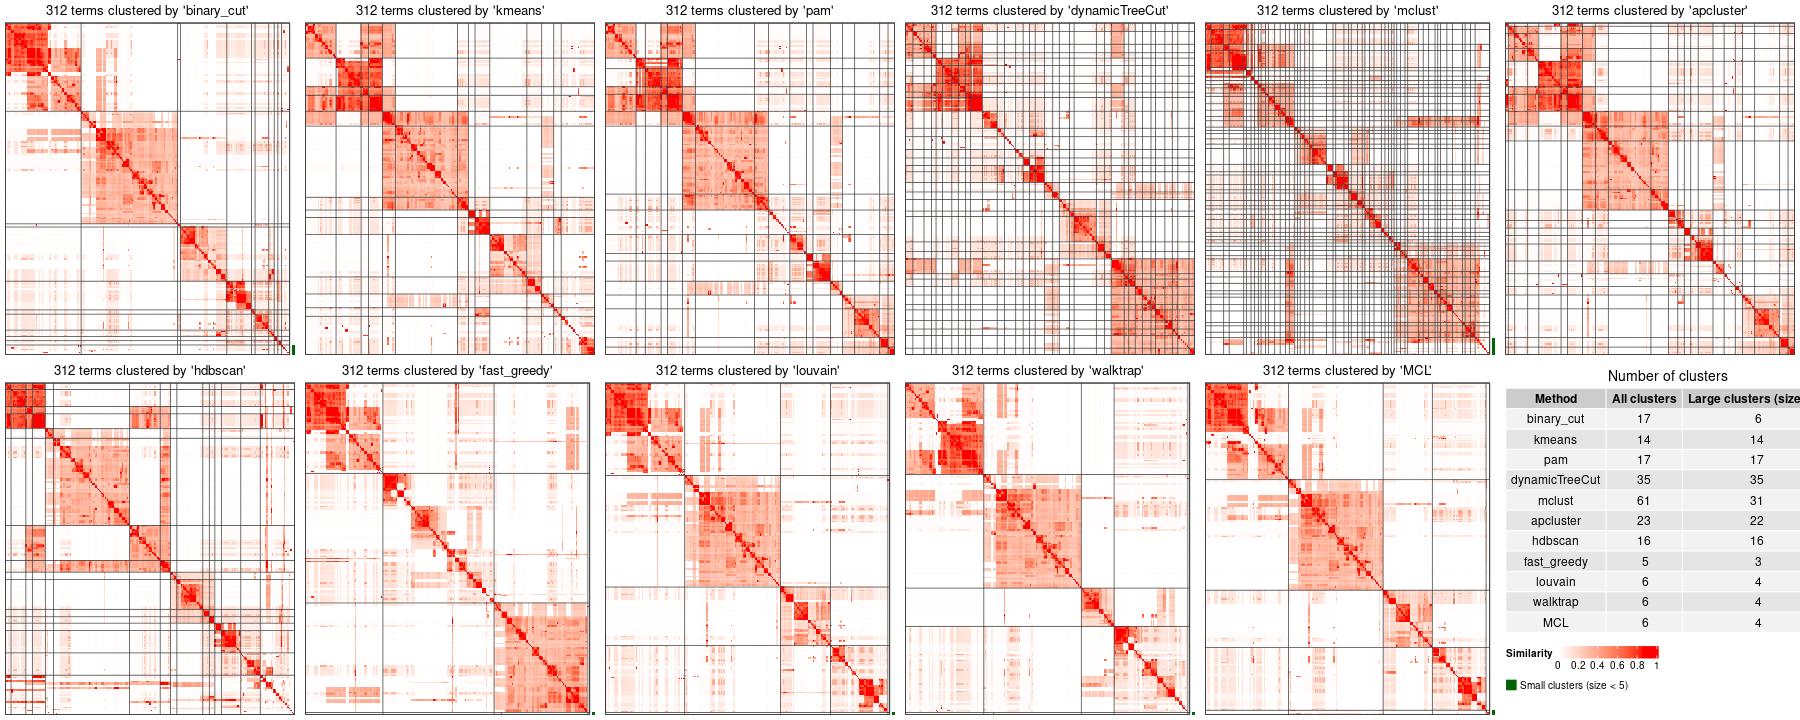 312 terms clustered by 'binary_cut'
312 terms clustered by 'kmeans'
312 terms clustered by 'pam'
312 terms clustered by 'dynamicTreeCut'
312 terms clustered by 'mclust'
312 terms clustered by 'apcluster'
312 terms clustered by 'hdbscan'
312 terms clustered by 'fast_greedy'
312 terms clustered by 'louvain'
312 terms clustered by 'walktrap'
312 terms clustered by 'MCL'
Number of clusters
Method All clusters Large clusters (size
binary_cut 17 6
kmeans 14 14
pam 17 17
dynamicTreeCut 35 35
mclust 61 31
apcluster 23 22
hdbscan 16 16
fast_greedy 5 3
louvain 6 4
walktrap 6 4
MCL 6 4
Similarity
0 0.2 0.4 0.6 0.8 1
Small clusters (size < 5)